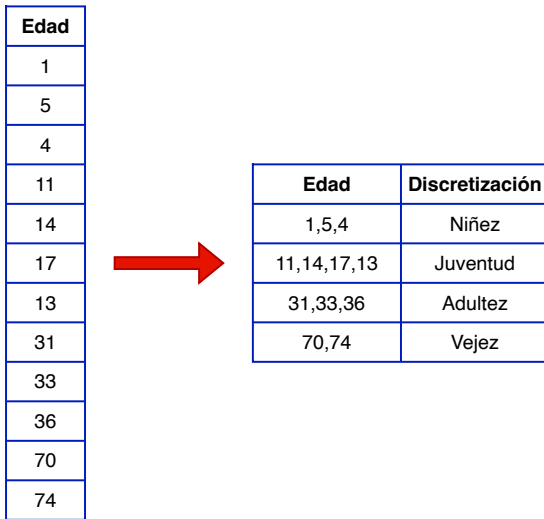 Edad
1
5
4
11
14
17
13
31
33
36
70
74
Edad Discretización
1,5,4 Niñez
11,14,17,13 Juventud
31,33,36 Adultez
70,74 Vejez